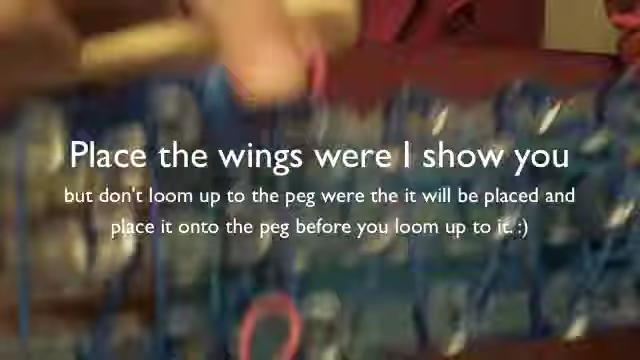 Place the wings were I show you
but don't loom up to the peg were the it will be placed and
place it onto the peg before you loom up to it. :)